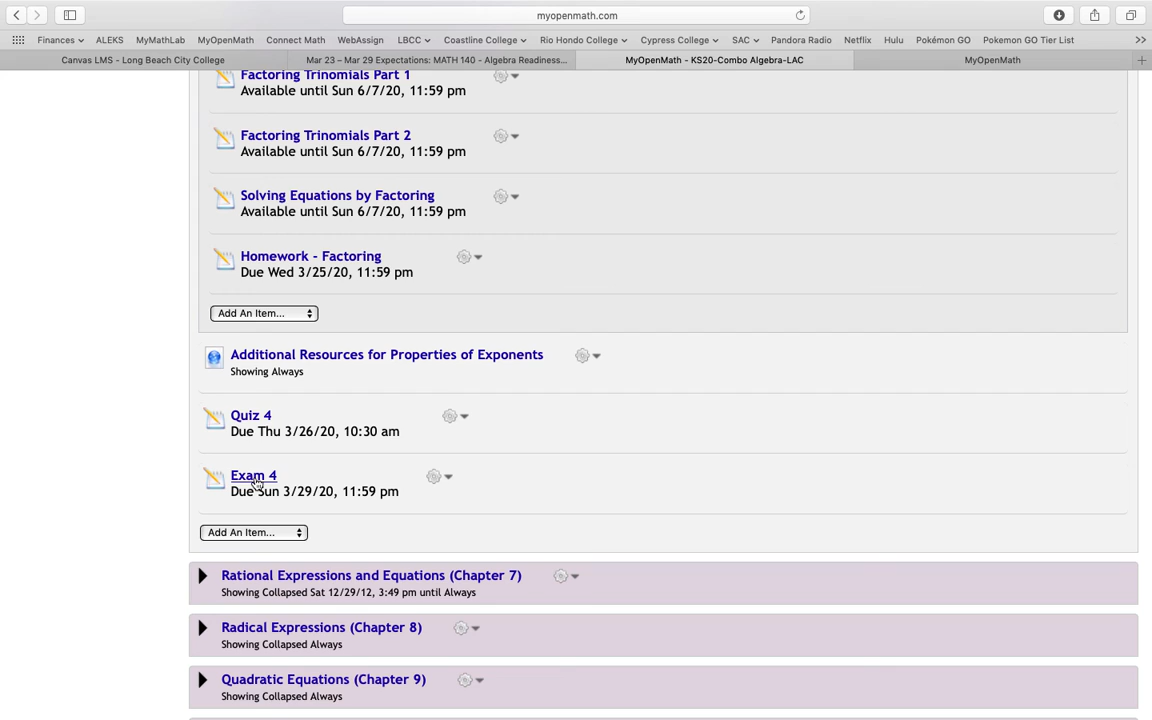 myopenmath.com
Finances ALEKS MyMathLab MyOpenMath Connect Math WebAssign LBCC Coastline College Rio Hondo College Cypress College SAC Pandora Radio Netflix Hulu Pokémon GO Pokemon GO Tier List
Canvas LMS - Long Beach City College Mar 23 – Mar 29 Expectations: MATH 140 - Algebra Readiness... MyOpenMath - KS20-Combo Algebra-LAC MyOpenMath
Factoring Trinomials Part 1
Available until Sun 6/7/20, 11:59 pm
Factoring Trinomials Part 2
Available until Sun 6/7/20, 11:59 pm
Solving Equations by Factoring
Available until Sun 6/7/20, 11:59 pm
Homework - Factoring
Due Wed 3/25/20, 11:59 pm
Add An Item...
Additional Resources for Properties of Exponents
Showing Always
Quiz 4
Due Thu 3/26/20, 10:30 am
Exam 4
Due Sun 3/29/20, 11:59 pm
Add An Item...
Rational Expressions and Equations (Chapter 7)
Showing Collapsed Sat 12/29/12, 3:49 pm until Always
Radical Expressions (Chapter 8)
Showing Collapsed Always
Quadratic Equations (Chapter 9)
Showing Collapsed Always